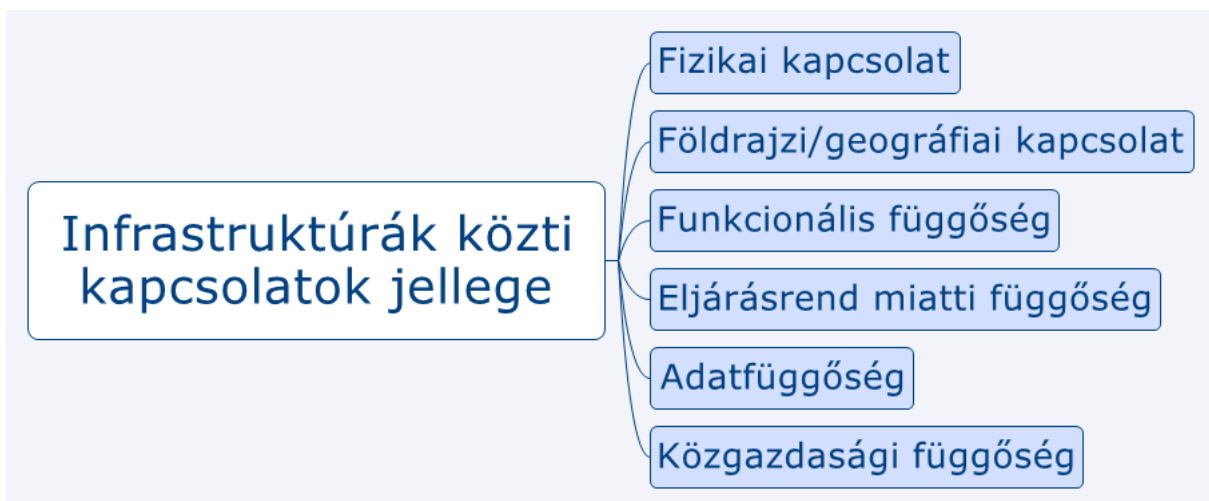 Infrastruktúrák közti
kapcsolatok jellege
Fizikai kapcsolat
Földrajzi/geográfiai kapcsolat
Funkcionális függőség
Eljárásrend miatti függőség
Adatfüggőség
Közgazdasági függőség